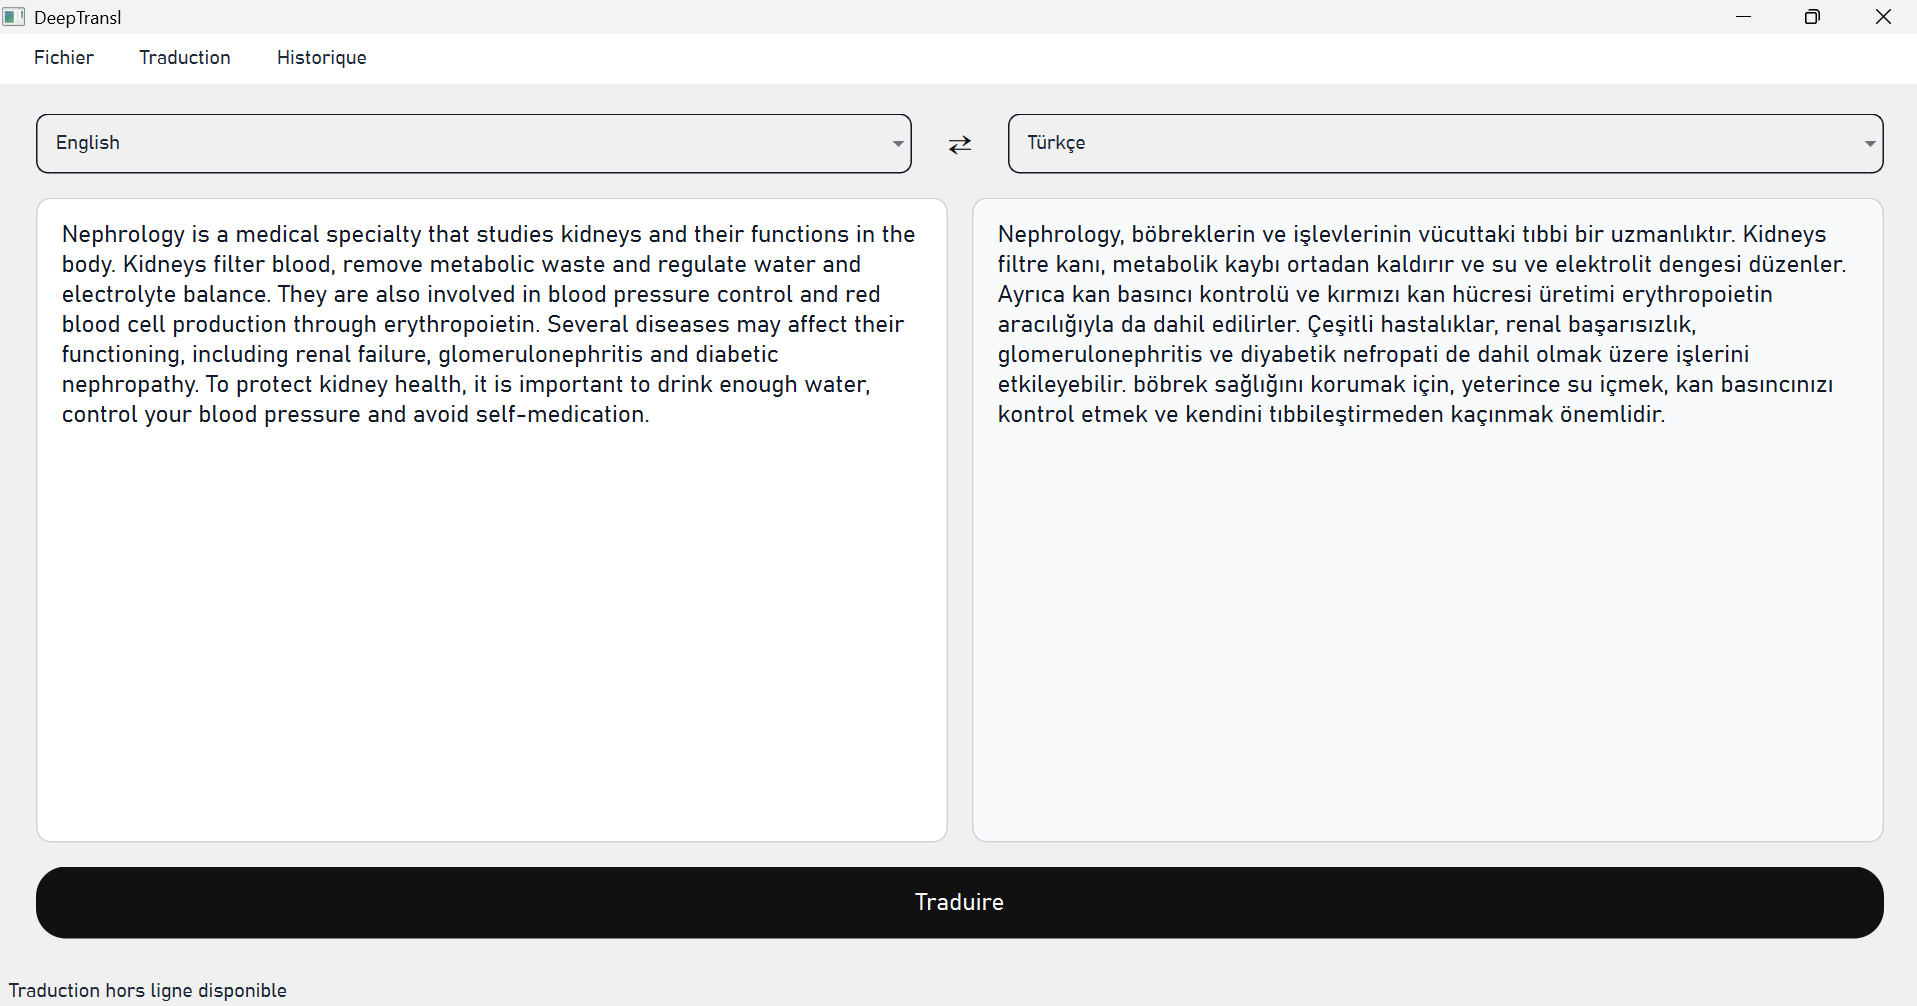 DeepTransl
Fichier
Traduction
Historique
English
⇄
Türkçe
Nephrology is a medical specialty that studies kidneys and their functions in the
body. Kidneys filter blood, remove metabolic waste and regulate water and
electrolyte balance. They are also involved in blood pressure control and red
blood cell production through erythropoietin. Several diseases may affect their
functioning, including renal failure, glomerulonephritis and diabetic
nephropathy. To protect kidney health, it is important to drink enough water,
control your blood pressure and avoid self-medication.
Nephrology, böbreklerin ve işlevlerinin vücuttaki tıbbi bir uzmanlıktır. Kidneys
filtre kanı, metabolik kaybı ortadan kaldırır ve su ve elektrolit dengesi düzenler.
Ayrıca kan basıncı kontrolü ve kırmızı kan hücresi üretimi erythropoietin
aracılığıyla da dahil edilirler. Çeşitli hastalıklar, renal başarısızlık,
glomerulonephritis ve diyabetik nefropati de dahil olmak üzere işlerini
etkileyebilir. böbrek sağlığını korumak için, yeterince su içmek, kan basıncınızı
kontrol etmek ve kendini tıbbileştirmeden kaçınmak önemlidir.
Traduire
Traduction hors ligne disponible